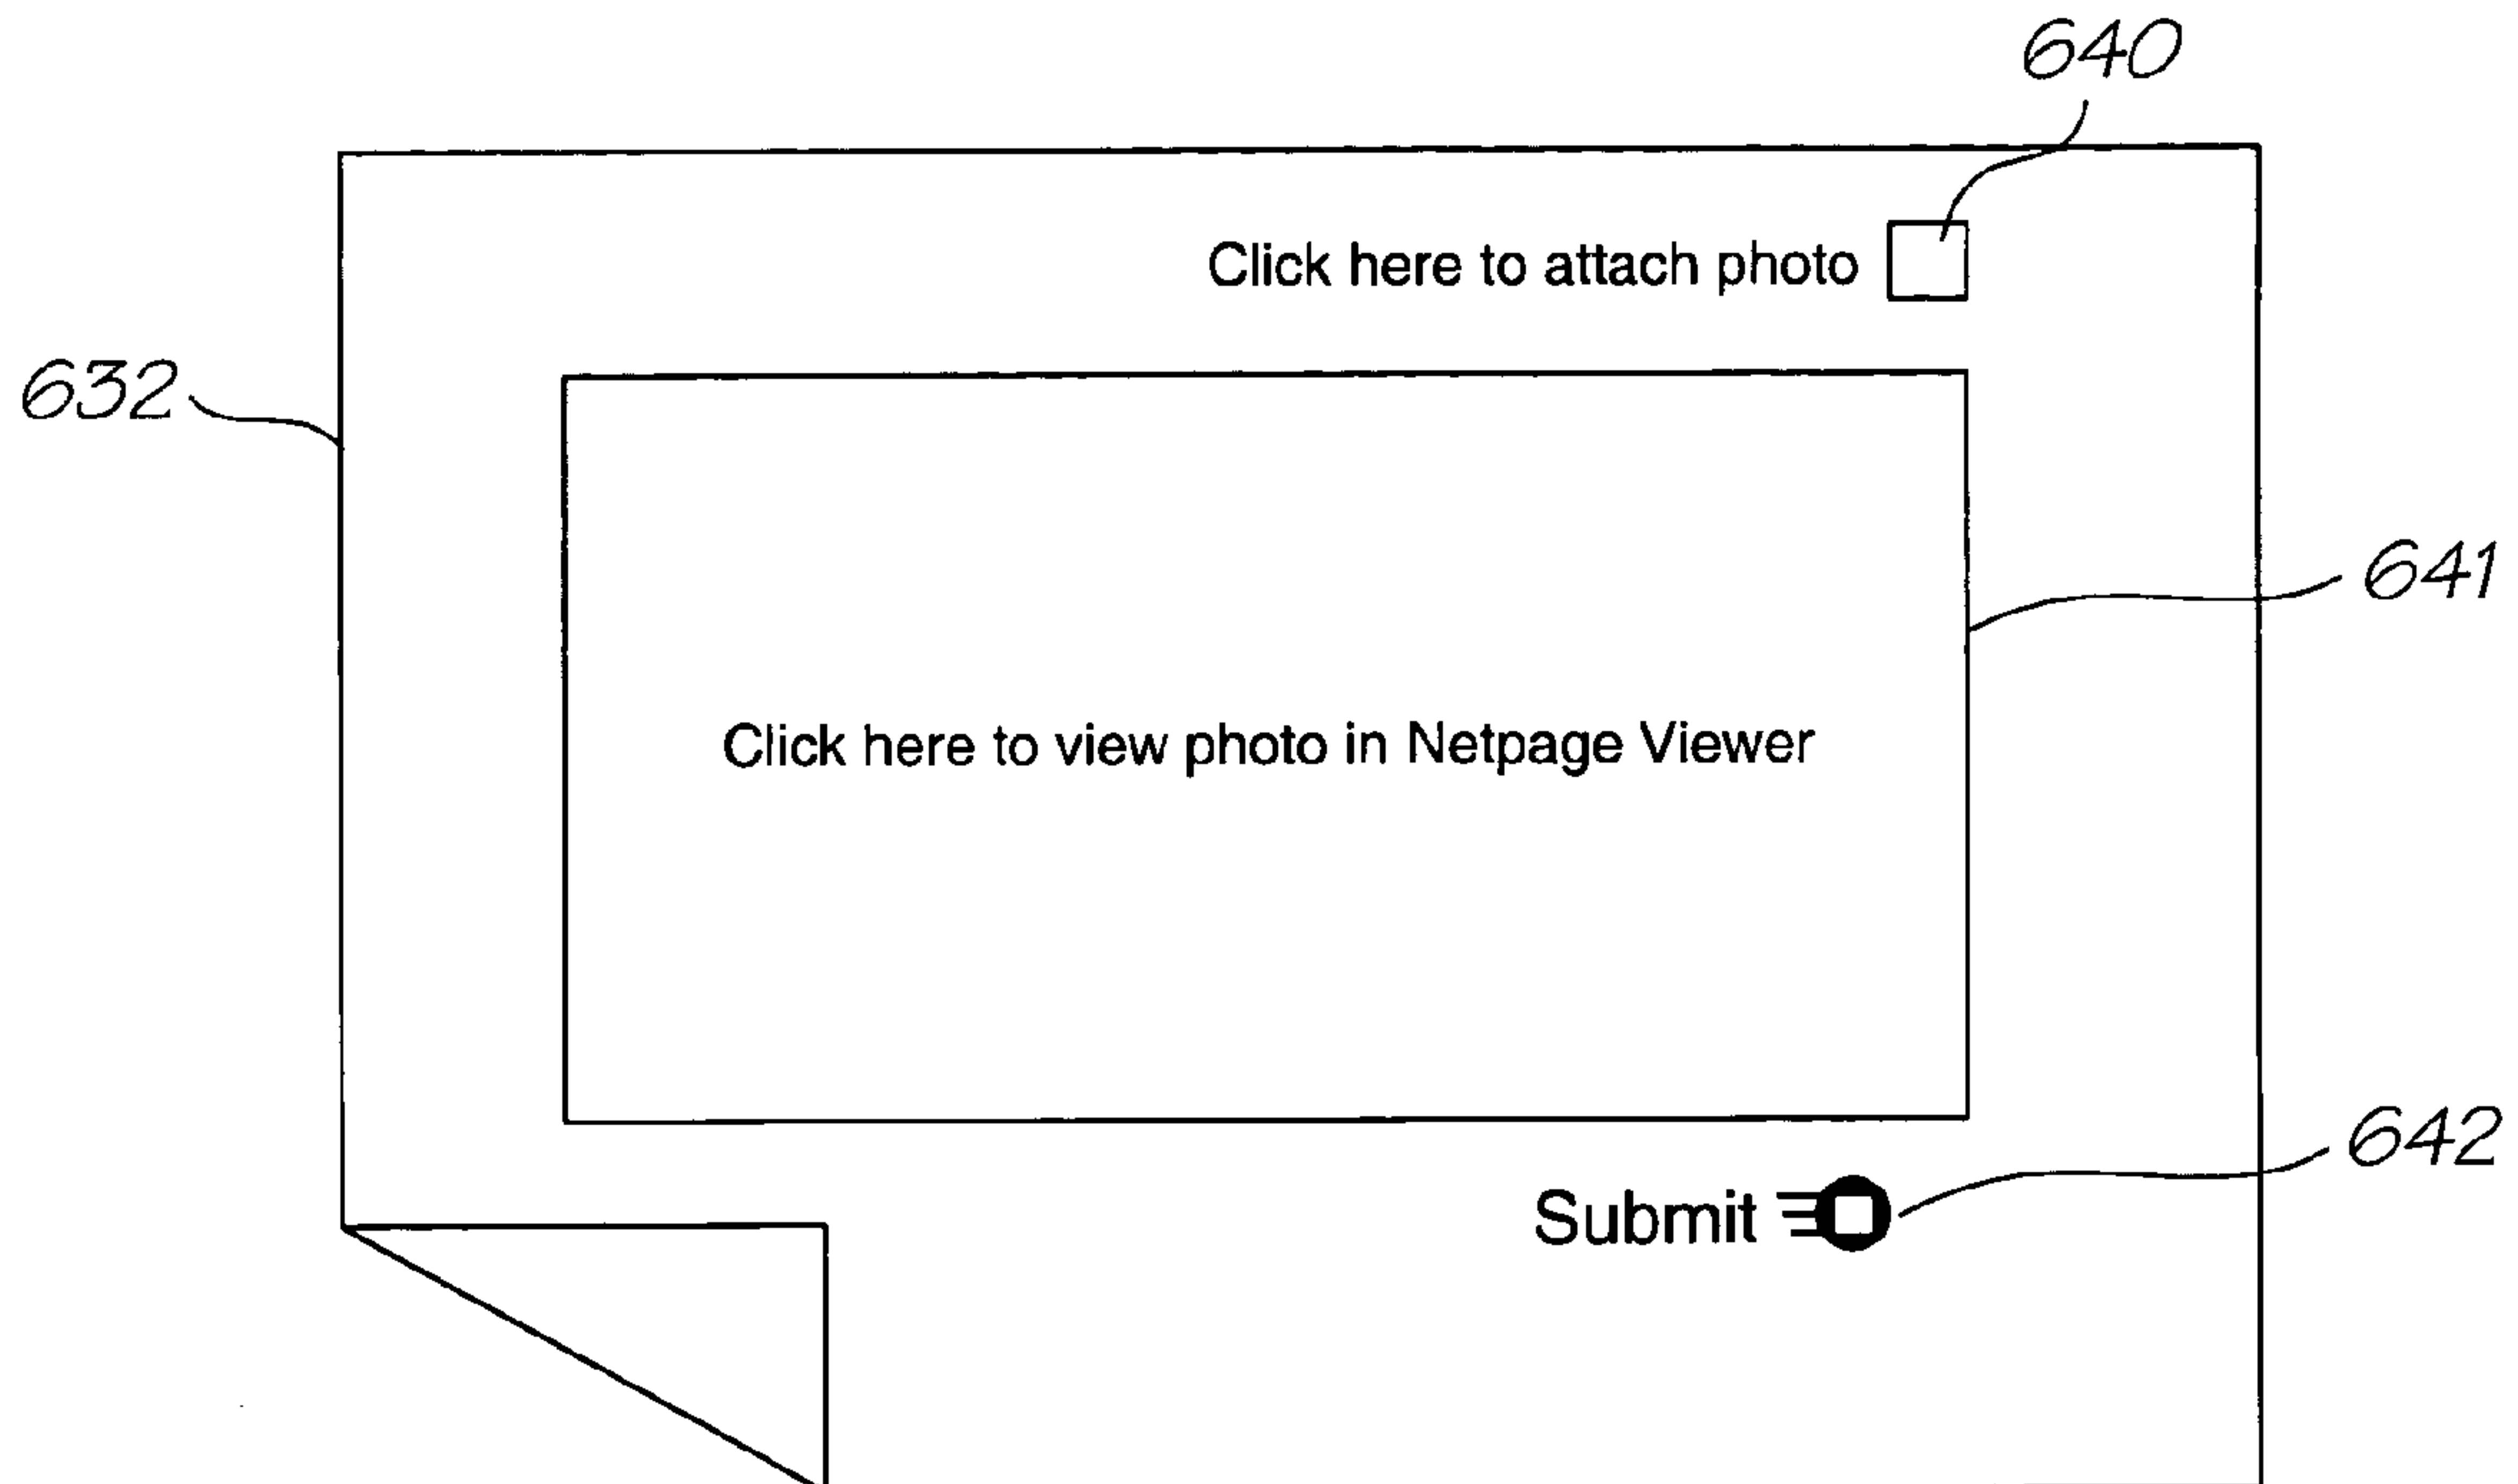 640
Click here to attach photo
632
641
Click here to view photo in Netpage Viewer
642
Submit